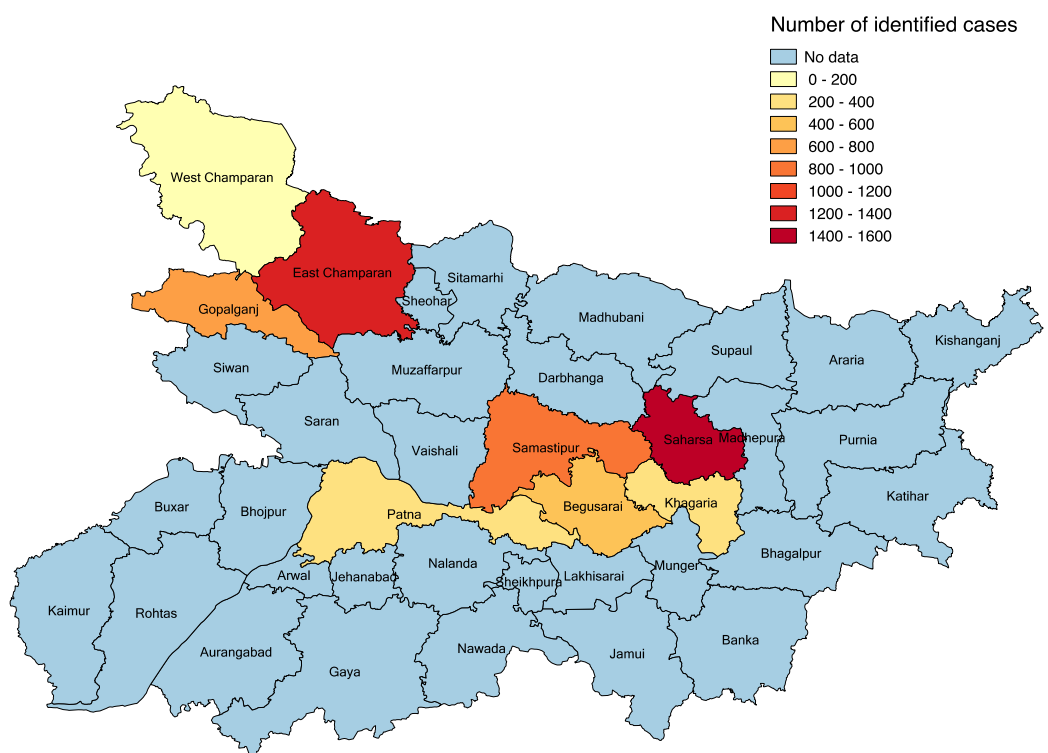 Number of identified cases
No data
0 - 200
200 - 400
400 - 600
600 - 800
800 - 1000
1000 - 1200
1200 - 1400
1400 - 1600
West Champaran
East Champaran
Sitamarhi
Sheohar
Gopalganj
Madhubani
Kishanganj
Supaul
Araria
Siwan
Muzaffarpur
Darbhanga
Saran
Vaishali
Samastipur
Saharsa
Madhepura
Purnia
Katihar
Buxar
Bhojpur
Patna
Begusarai
Khagaria
Bhagalpur
Arwal
Jehanabad
Nalanda
Sheikhpura
Lakhisarai
Munger
Kaimur
Rohtas
Aurangabad
Gaya
Nawada
Jamui
Banka